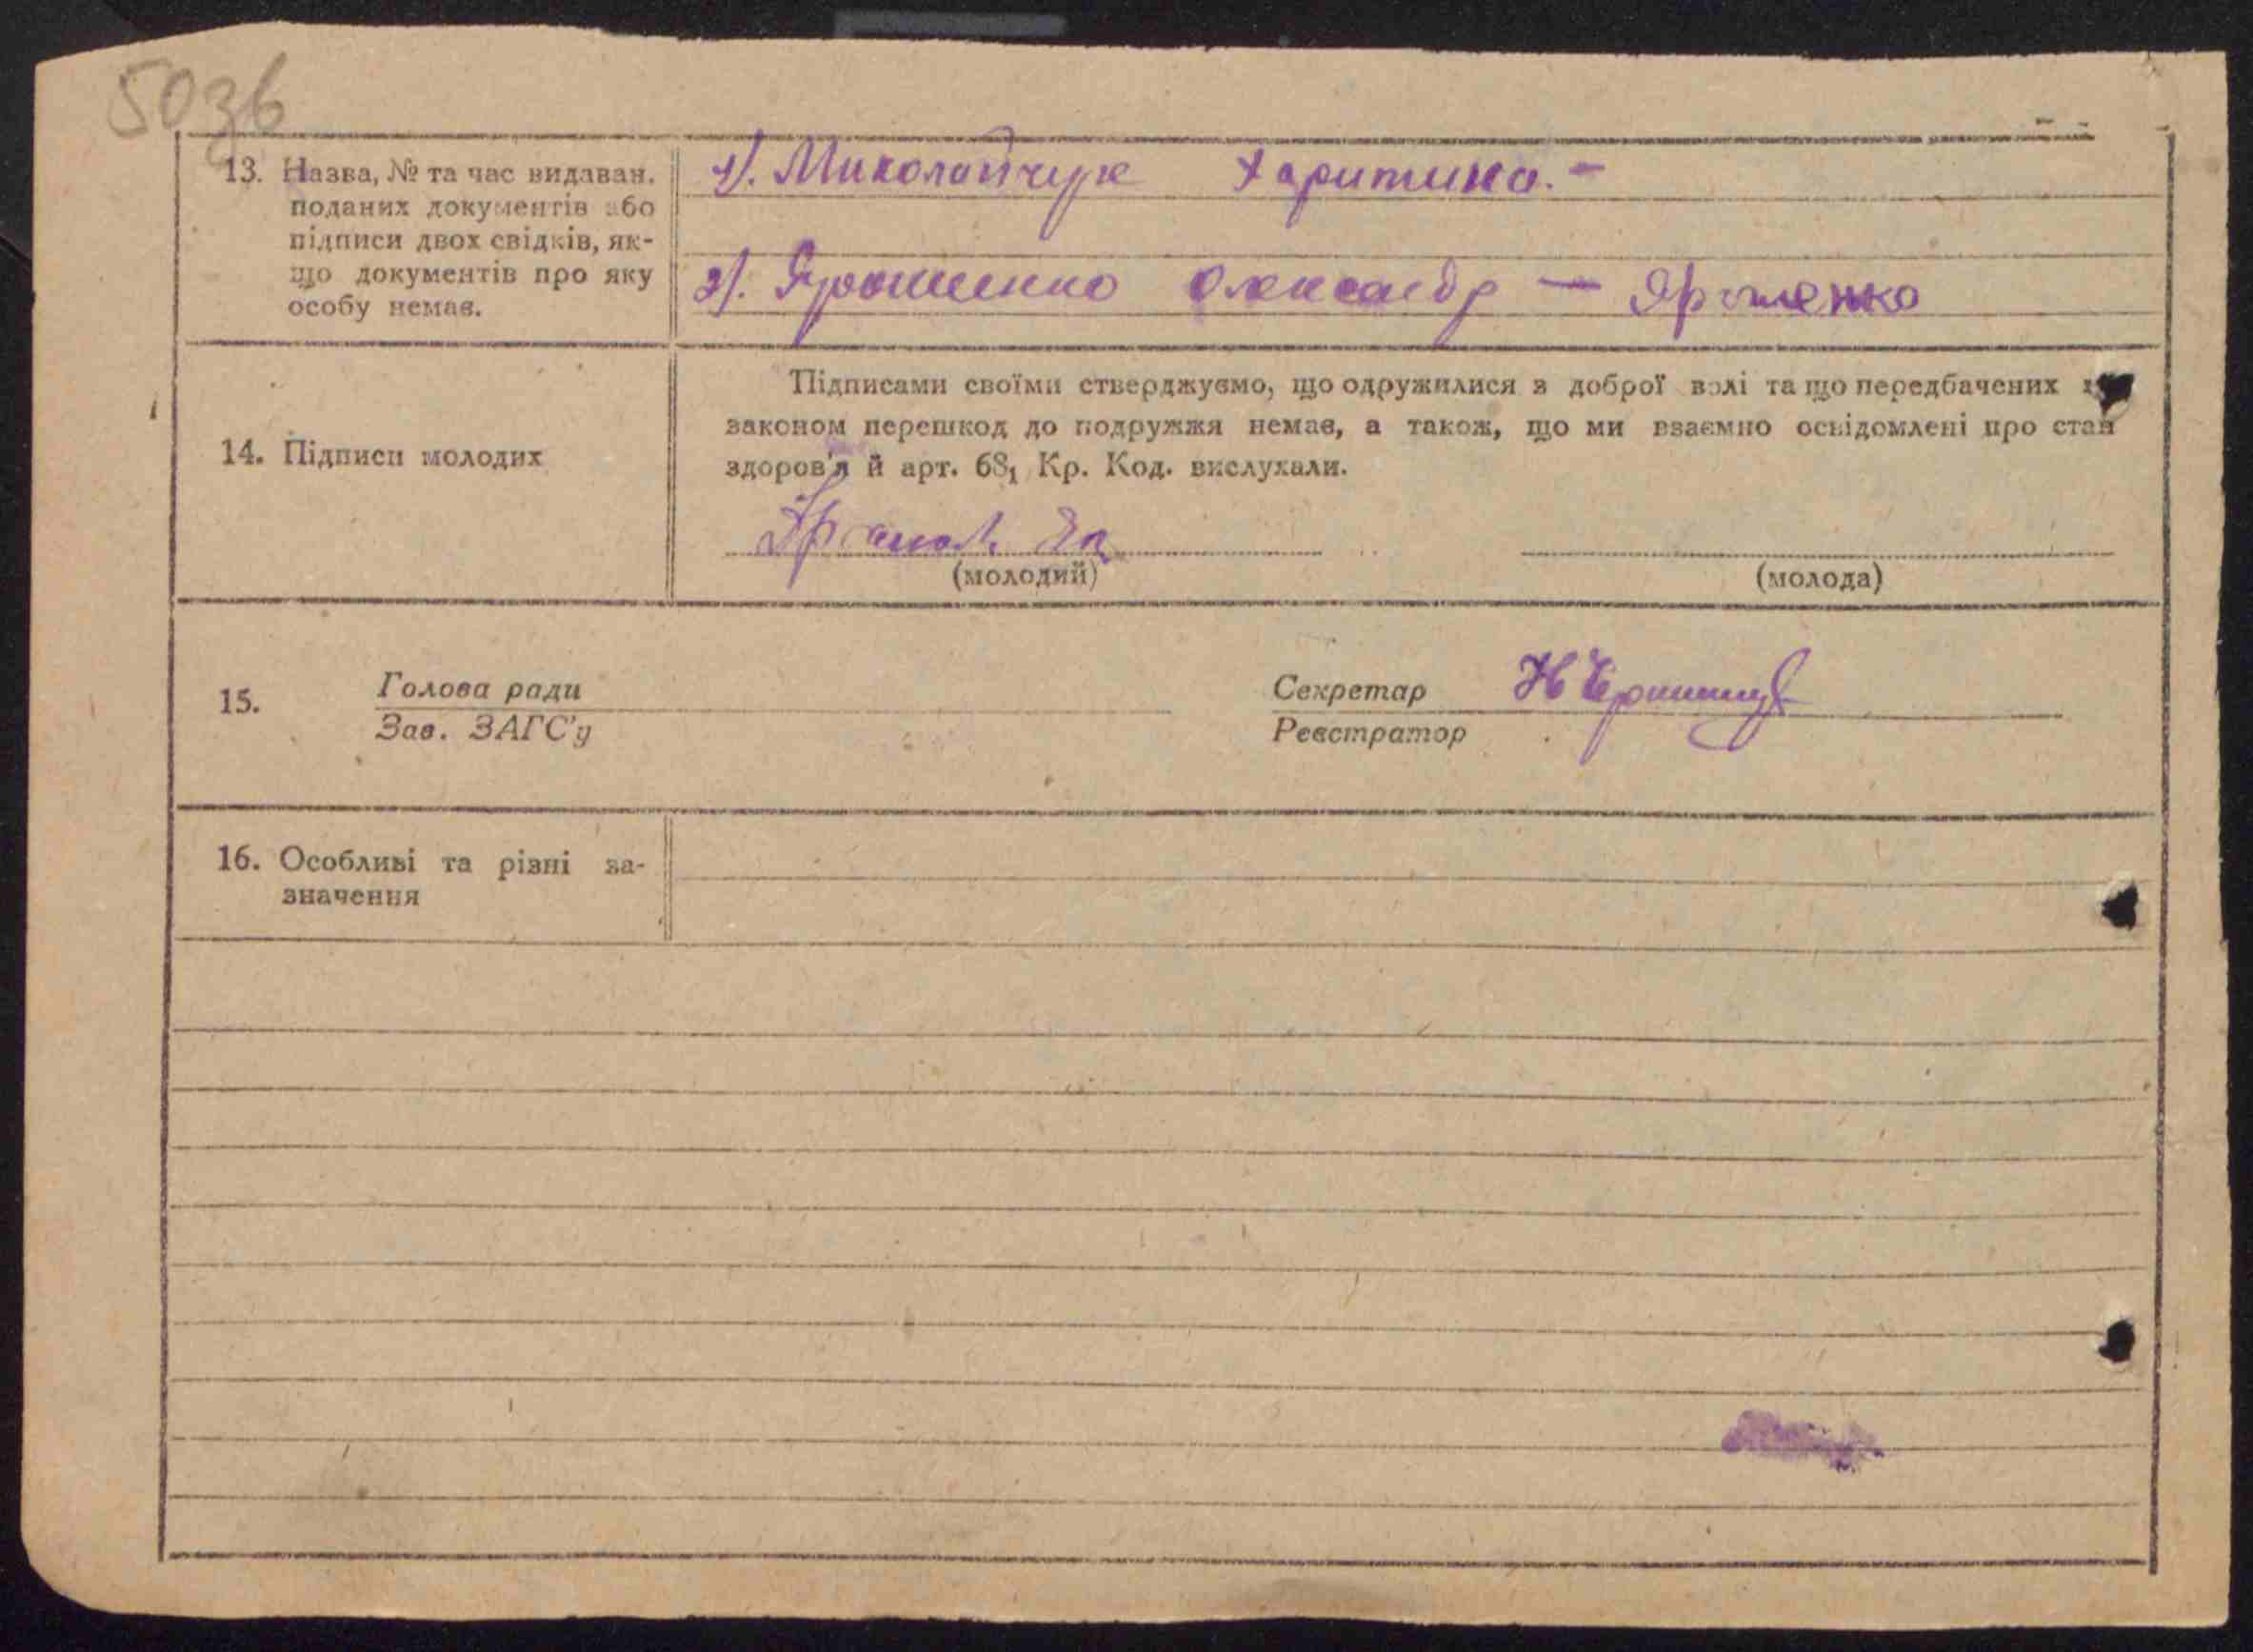 503б
13. Назва, № та час видаван.
поданих документів або
підписи двох свідків, як-
що документів про яку
особу немає.
1). Миколайчук Харитина. -
2). Ярошенко Олександр — Ярошенко
14. Підписи молодих
Підписами своїми стверджуємо, що одружилися з доброї волі та що передбачених
законом перешкод до подружжя немає, а також, що ми взаємно освідомлені про стан
здоров'я й арт. 68₁ Кр. Код. вислухали.
(молодий)
(молода)
15.
Голова ради
Зав. ЗАГС'у
Секретар
Реєстратор
16. Особливі та різні за-
значення